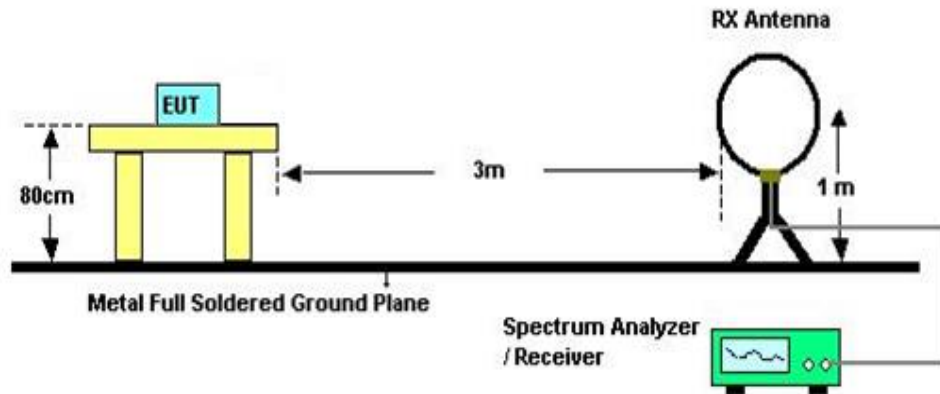 RX Antenna
EUT
3m
80cm
1 m
Metal Full Soldered Ground Plane
Spectrum Analyzer
/ Receiver